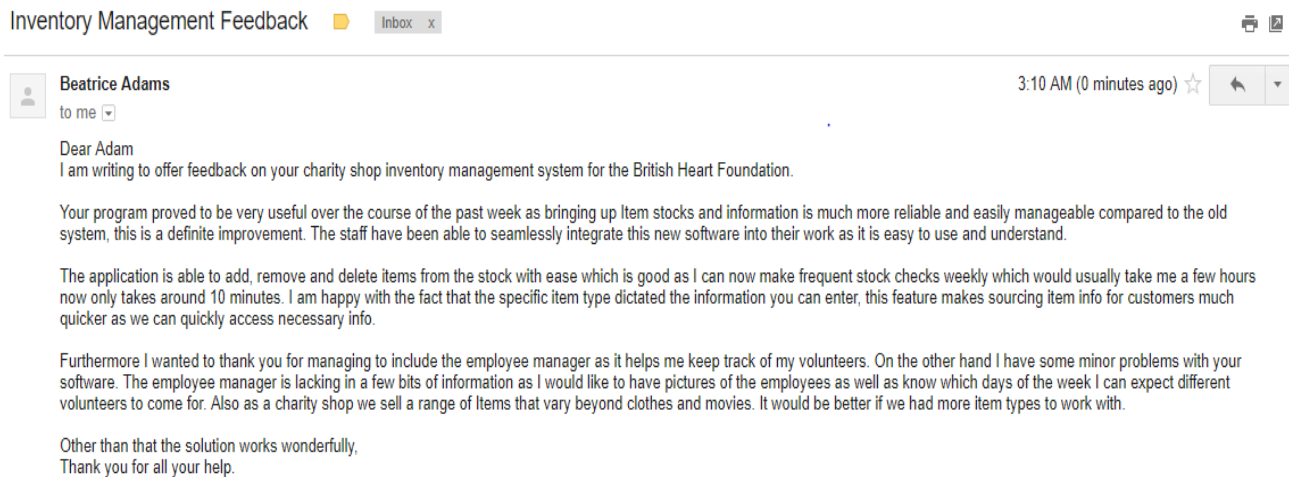 Inventory Management Feedback Inbox x
Beatrice Adams 3:10 AM (0 minutes ago)
to me
Dear Adam
I am writing to offer feedback on your charity shop inventory management system for the British Heart Foundation.
Your program proved to be very useful over the course of the past week as bringing up Item stocks and information is much more reliable and easily manageable compared to the old
system, this is a definite improvement. The staff have been able to seamlessly integrate this new software into their work as it is easy to use and understand.
The application is able to add, remove and delete items from the stock with ease which is good as I can now make frequent stock checks weekly which would usually take me a few hours
now only takes around 10 minutes. I am happy with the fact that the specific item type dictated the information you can enter, this feature makes sourcing item info for customers much
quicker as we can quickly access necessary info.
Furthermore I wanted to thank you for managing to include the employee manager as it helps me keep track of my volunteers. On the other hand I have some minor problems with your
software. The employee manager is lacking in a few bits of information as I would like to have pictures of the employees as well as know which days of the week I can expect different
volunteers to come for. Also as a charity shop we sell a range of Items that vary beyond clothes and movies. It would be better if we had more item types to work with.
Other than that the solution works wonderfully,
Thank you for all your help.